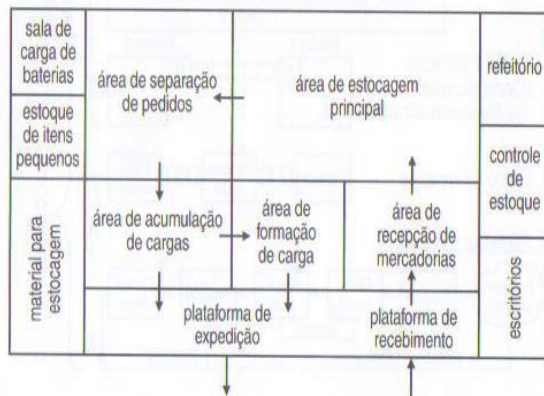 sala de
carga de
baterias
área de separação
de pedidos
área de estocagem
principal
refeitório
estoque
de itens
pequenos
controle
de
estoque
material para
estocagem
área de acumulação
de cargas
área de
formação
de carga
área de
recepção de
mercadorias
escritórios
plataforma de
expedição
plataforma de
recebimento